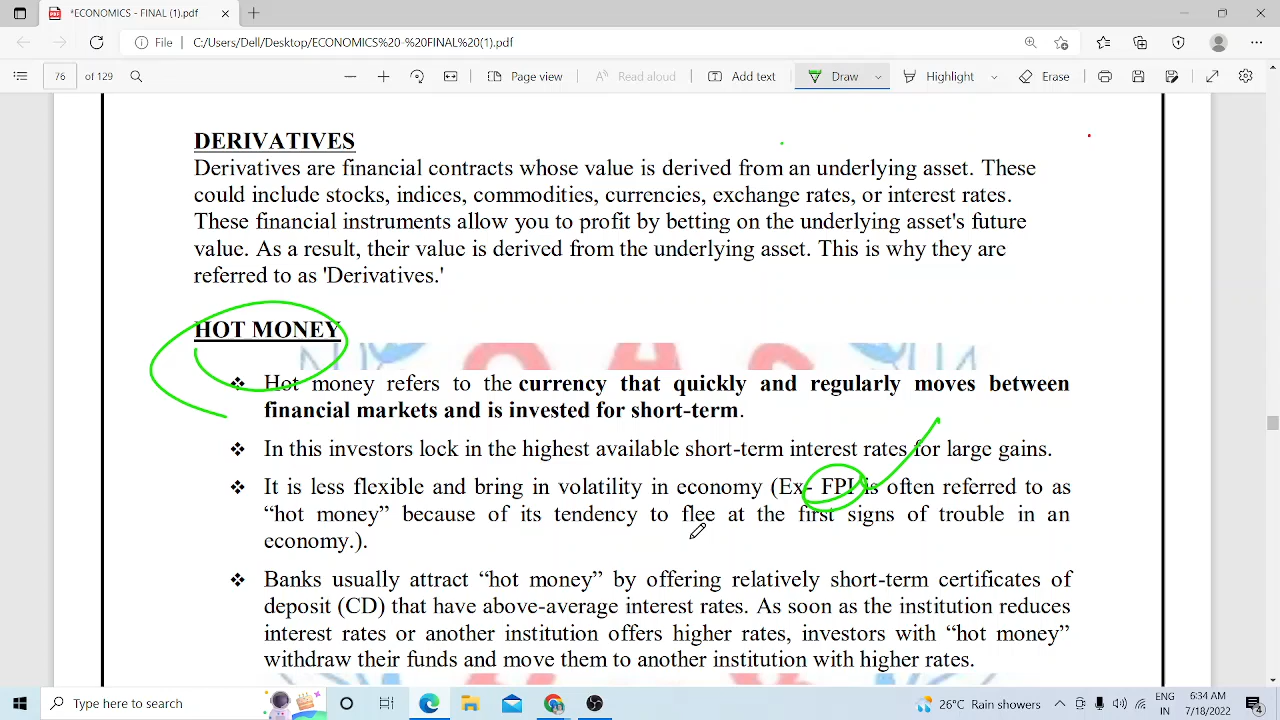 *ECONOMICS - FINAL (1).pdf
File C:/Users/Dell/Desktop/ECONOMICS%20-%20FINAL%20(1).pdf
76 of 129 Page view Read aloud Add text Draw Highlight Erase
DERIVATIVES
Derivatives are financial contracts whose value is derived from an underlying asset. These
could include stocks, indices, commodities, currencies, exchange rates, or interest rates.
These financial instruments allow you to profit by betting on the underlying asset's future
value. As a result, their value is derived from the underlying asset. This is why they are
referred to as 'Derivatives.'
HOT MONEY
❖ Hot money refers to the currency that quickly and regularly moves between
financial markets and is invested for short-term.
❖ In this investors lock in the highest available short-term interest rates for large gains.
❖ It is less flexible and bring in volatility in economy (Ex- FPI is often referred to as
“hot money” because of its tendency to flee at the first signs of trouble in an
economy.).
❖ Banks usually attract “hot money” by offering relatively short-term certificates of
deposit (CD) that have above-average interest rates. As soon as the institution reduces
interest rates or another institution offers higher rates, investors with “hot money”
withdraw their funds and move them to another institution with higher rates.
Type here to search
26°C Rain showers
ENG
IN
6:34 AM
7/18/2022
4